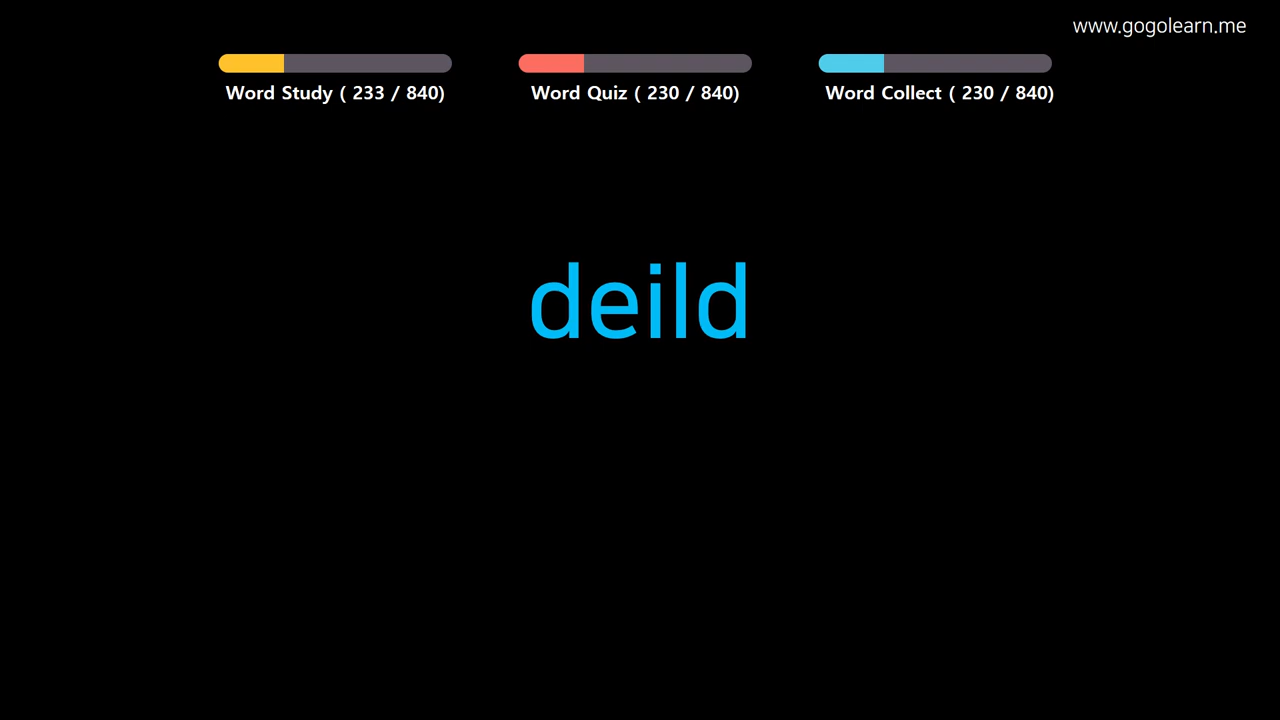 www.gogolearn.me
Word Study ( 233 / 840)
Word Quiz ( 230 / 840)
Word Collect ( 230 / 840)
deild